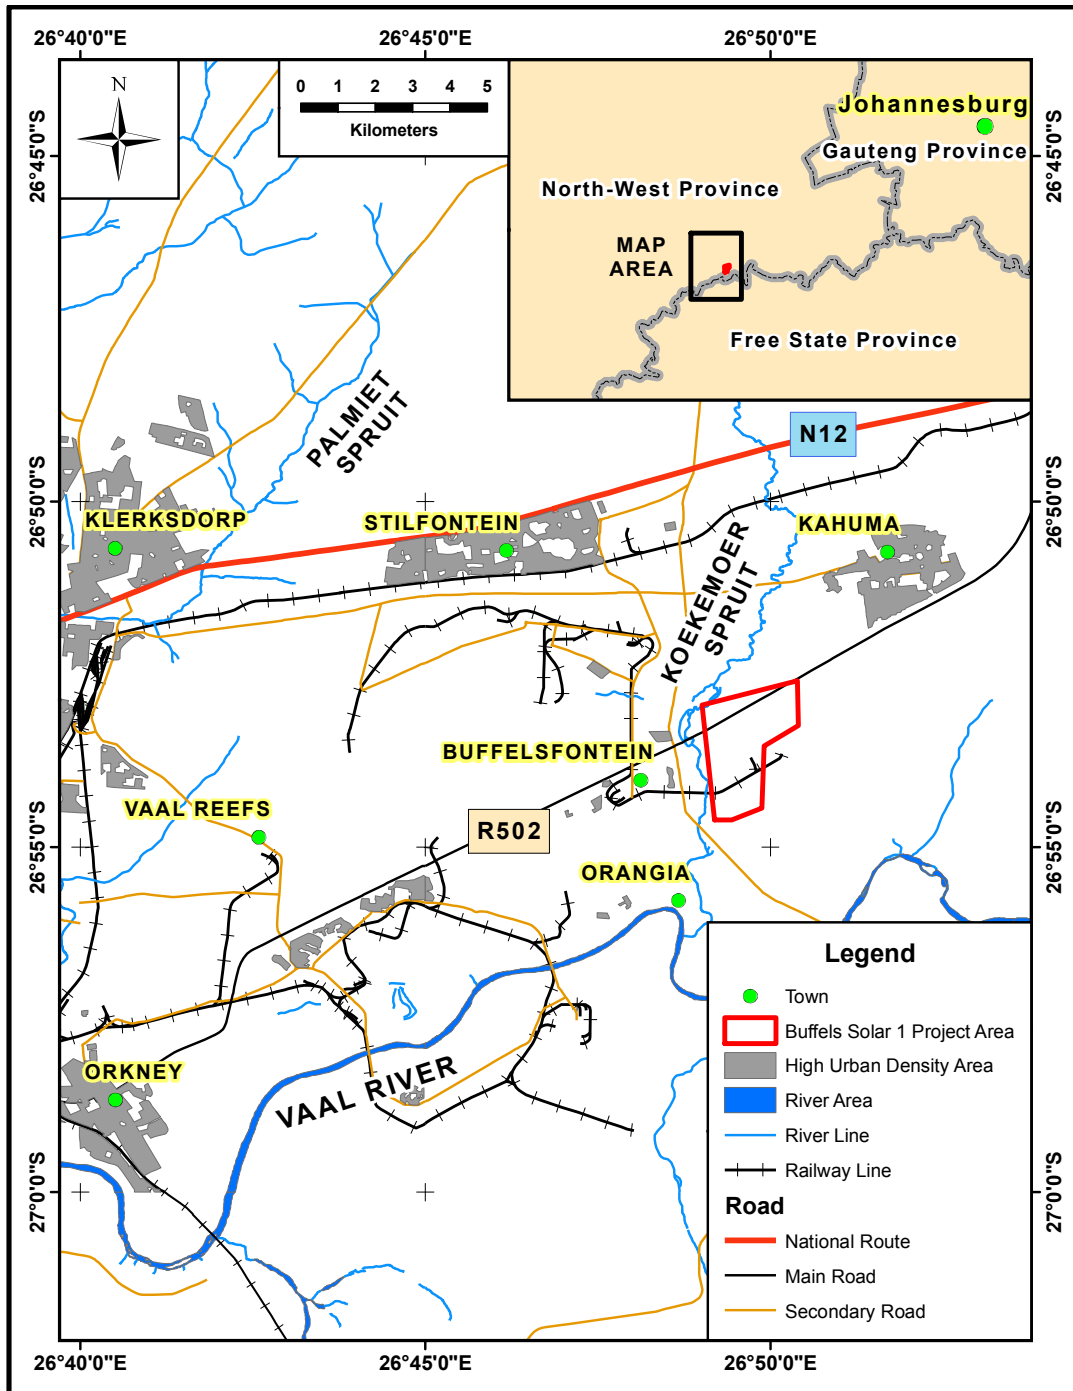 26°40'0"E
26°45'0"E
26°50'0"E
N
0 1 2 3 4 5
Kilometers
Johannesburg
Gauteng Province
North-West Province
MAP
AREA
Free State Province
26°45'0"S
26°45'0"S
PALMIET
SPRUIT
N12
26°50'0"S
26°50'0"S
KLERKSDORP
STILFONTEIN
KAHUMA
KOEKEMOER
SPRUIT
BUFFELSFONTEIN
VAAL REEFS
R502
26°55'0"S
26°55'0"S
ORANGIA
ORKNEY
VAAL RIVER
27°0'0"S
27°0'0"S
Legend
Town
Buffels Solar 1 Project Area
High Urban Density Area
River Area
River Line
Railway Line
Road
National Route
Main Road
Secondary Road
26°40'0"E
26°45'0"E
26°50'0"E